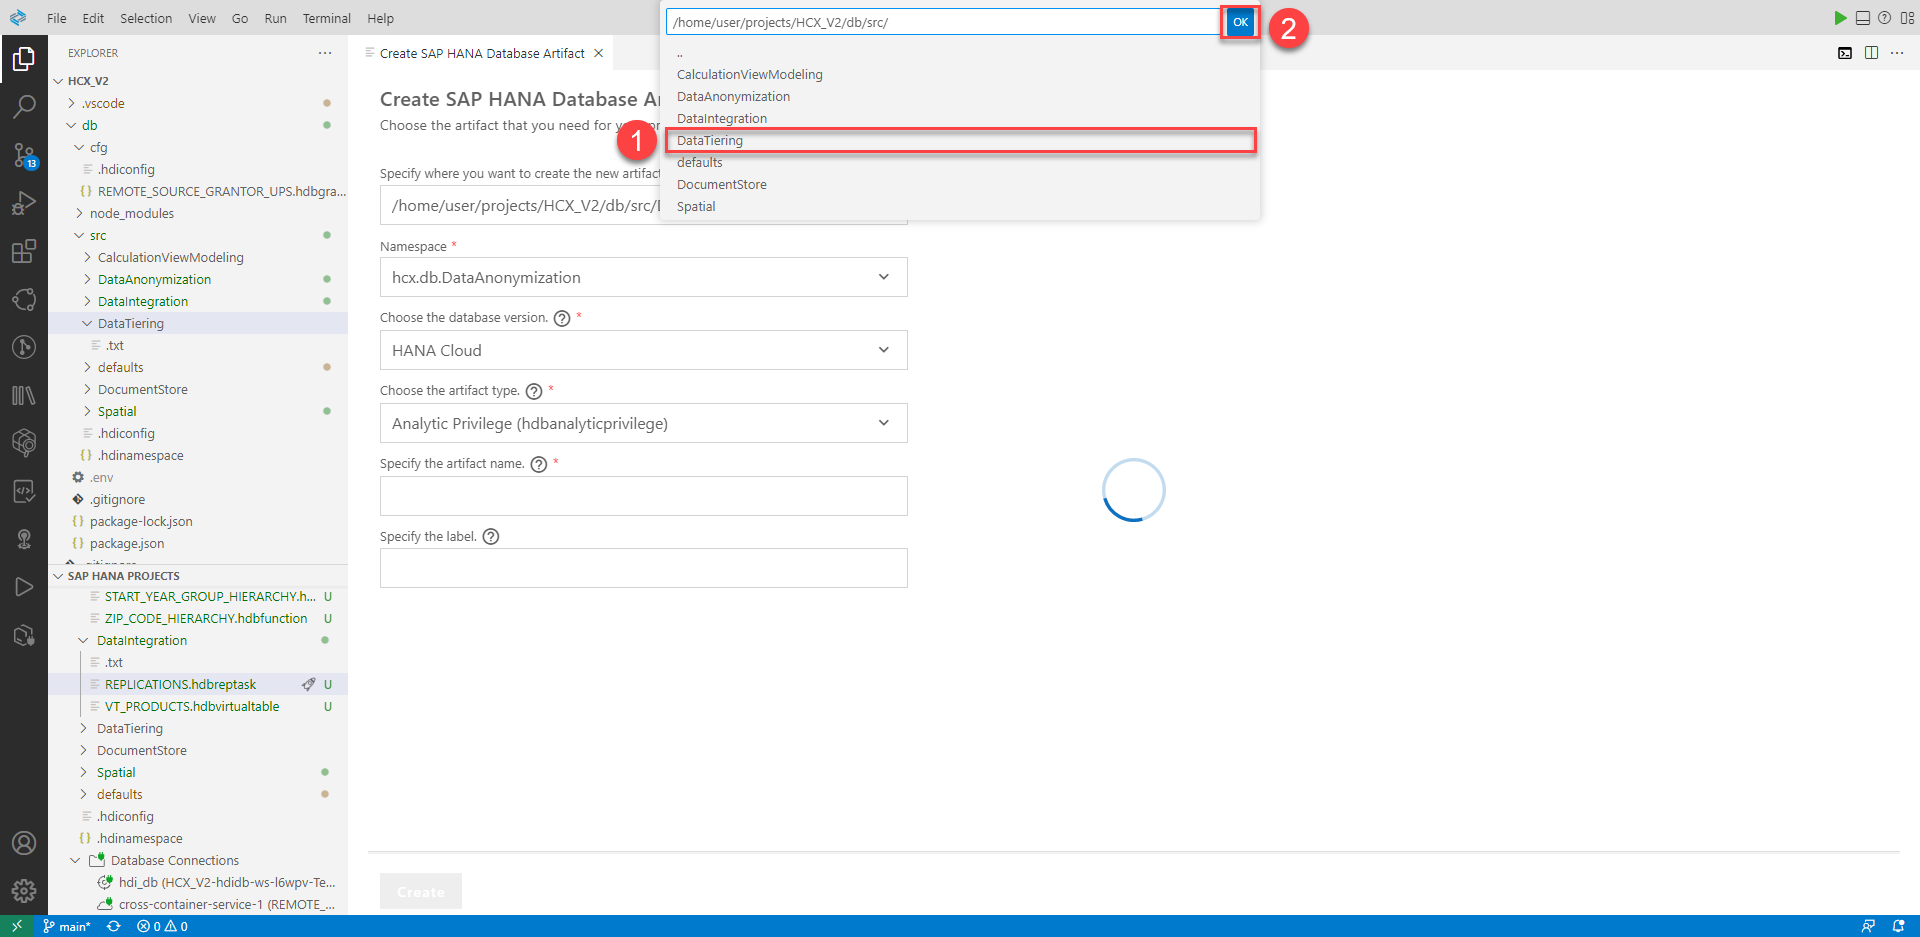 File Edit Selection View Go Run Terminal Help
/home/user/projects/HCX_V2/db/src/
OK
2
..
CalculationViewModeling
DataAnonymization
DataIntegration
1
DataTiering
defaults
DocumentStore
Spatial
EXPLORER
HCX_V2
.vscode
db
cfg
.hdiconfig
REMOTE_SOURCE_GRANTOR_UPS.hdbgra...
node_modules
src
CalculationViewModeling
DataAnonymization
DataIntegration
DataTiering
.txt
defaults
DocumentStore
Spatial
.hdiconfig
.hdinamespace
.env
.gitignore
package-lock.json
package.json
13
SAP HANA PROJECTS
START_YEAR_GROUP_HIERARCHY.h... U
ZIP_CODE_HIERARCHY.hdbfunction U
DataIntegration
.txt
REPLICATIONS.hdbreptask U
VT_PRODUCTS.hdbvirtualtable U
DataTiering
DocumentStore
Spatial
defaults
.hdiconfig
.hdinamespace
Database Connections
hdi_db (HCX_V2-hdidb-ws-l6wpv-Te...
cross-container-service-1 (REMOTE_...
Create SAP HANA Database Artifact
Create SAP HANA Database Ar
Choose the artifact that you need for
Specify where you want to create the new artifact
/home/user/projects/HCX_V2/db/src/
Namespace *
hcx.db.DataAnonymization
Choose the database version. *
HANA Cloud
Choose the artifact type. *
Analytic Privilege (hdbanalyticprivilege)
Specify the artifact name. *
Specify the label.
Create
main* 0 0